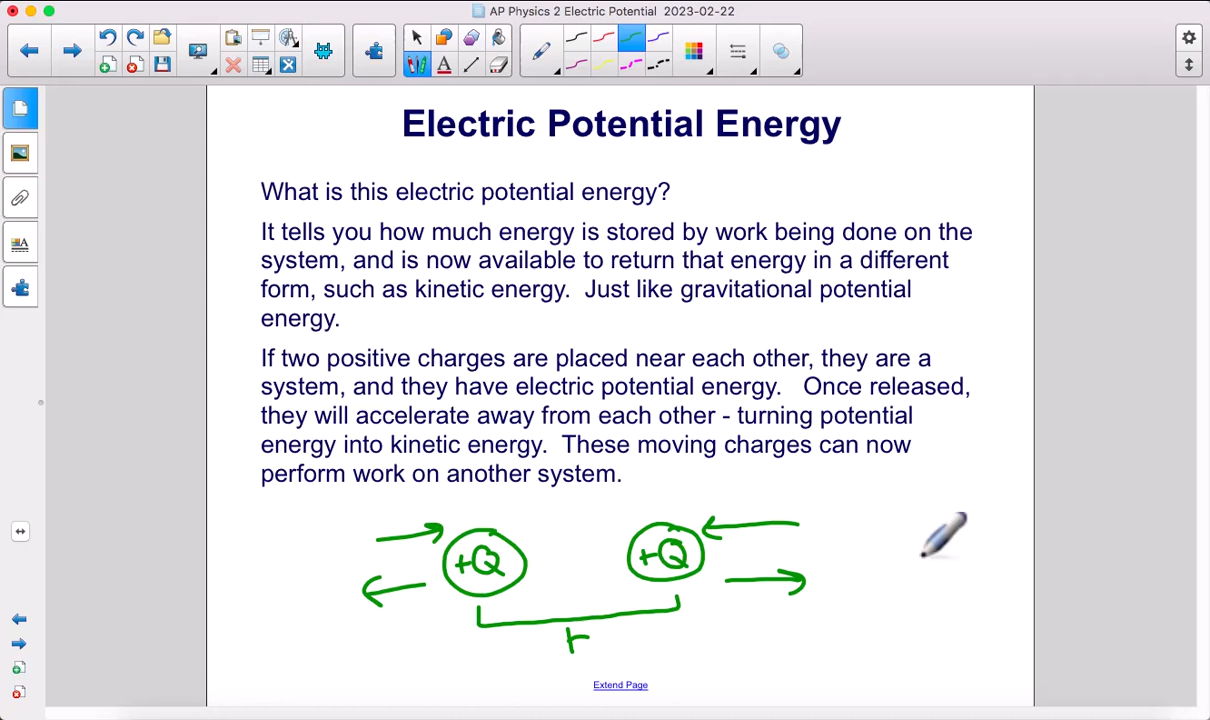 AP Physics 2 Electric Potential 2023-02-22
Electric Potential Energy
What is this electric potential energy?
It tells you how much energy is stored by work being done on the
system, and is now available to return that energy in a different
form, such as kinetic energy. Just like gravitational potential
energy.
If two positive charges are placed near each other, they are a
system, and they have electric potential energy. Once released,
they will accelerate away from each other - turning potential
energy into kinetic energy. These moving charges can now
perform work on another system.
+Q +Q
r
Extend Page